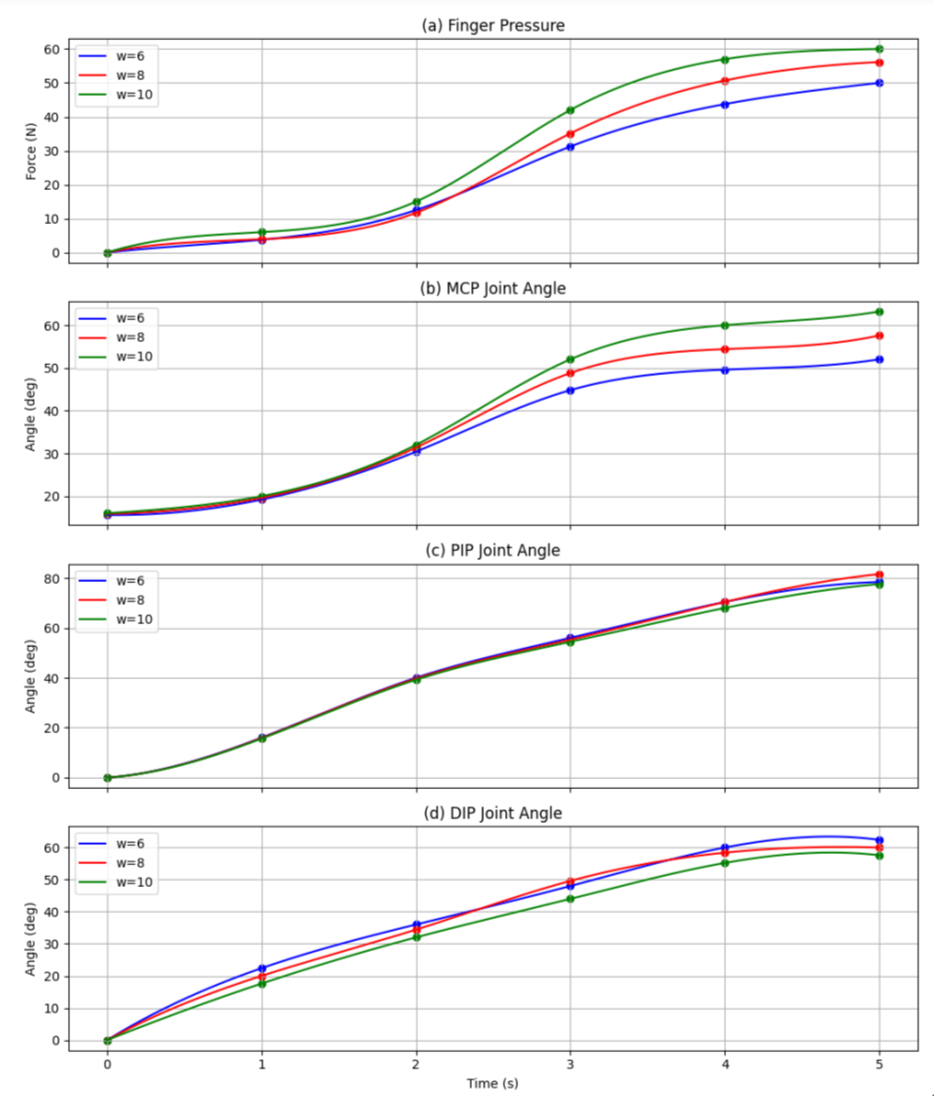 (a) Finger Pressure
w=6
w=8
w=10
60
50
40
30
20
10
0
Force (N)
(b) MCP Joint Angle
w=6
w=8
w=10
60
50
40
30
20
Angle (deg)
(c) PIP Joint Angle
w=6
w=8
w=10
80
60
40
20
0
Angle (deg)
(d) DIP Joint Angle
w=6
w=8
w=10
60
50
40
30
20
10
0
Angle (deg)
0 1 2 3 4 5
Time (s)